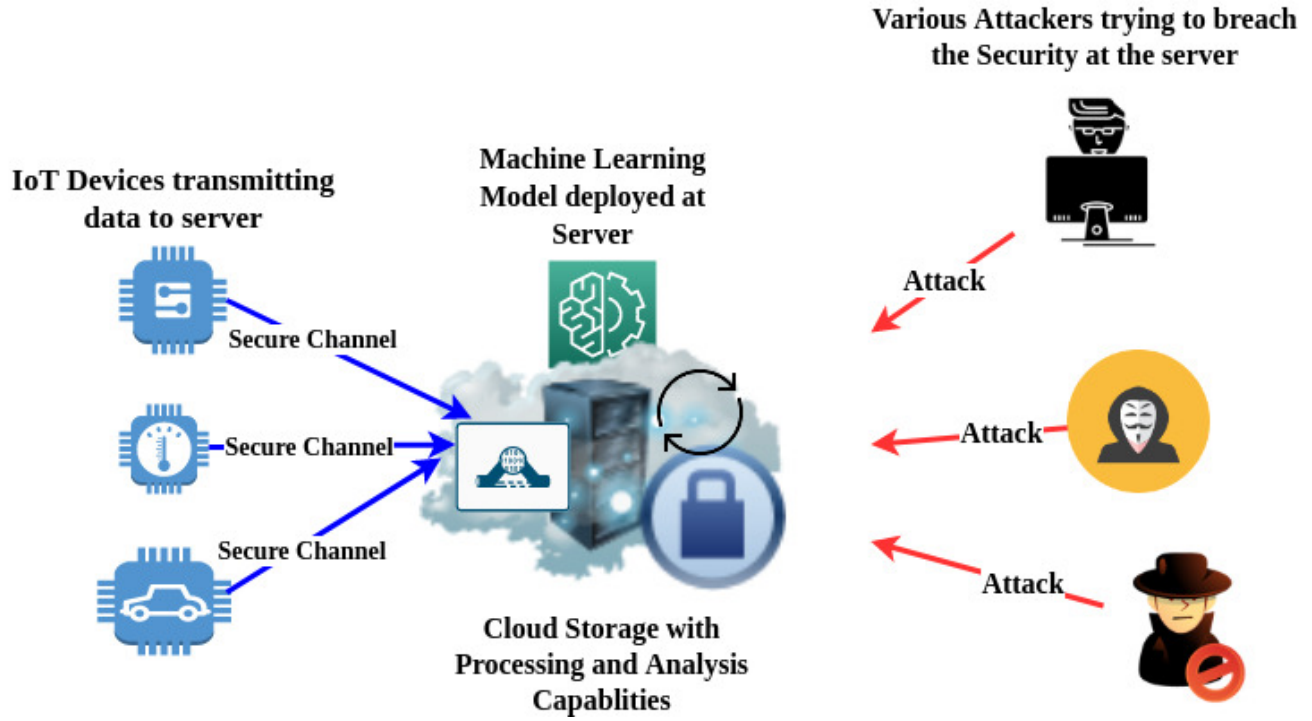 Various Attackers trying to breach
the Security at the server
Machine Learning
Model deployed at
Server
IoT Devices transmitting
data to server
Attack
Secure Channel
Secure Channel
Attack
Secure Channel
Attack
Cloud Storage with
Processing and Analysis
Capablities